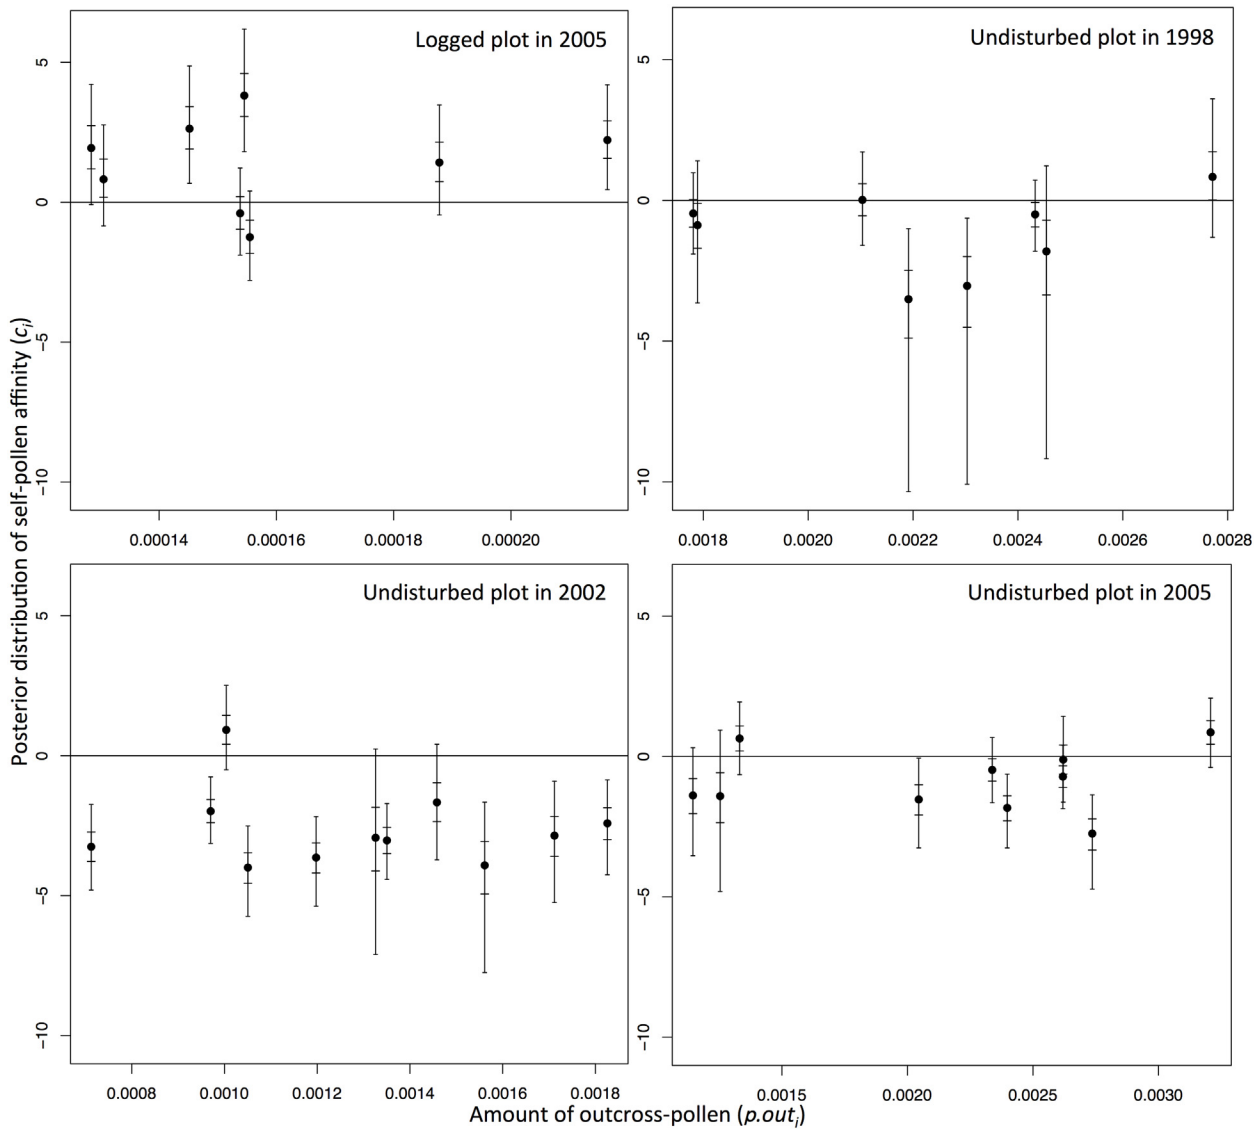 Logged plot in 2005
5
0
−5
−10
0.00014 0.00016 0.00018 0.00020
Undisturbed plot in 1998
5
0
−5
−10
0.0018 0.0020 0.0022 0.0024 0.0026 0.0028
Posterior distribution of self-pollen affinity (ci)
Undisturbed plot in 2002
5
0
−5
−10
0.0008 0.0010 0.0012 0.0014 0.0016 0.0018
Undisturbed plot in 2005
5
0
−5
−10
0.0015 0.0020 0.0025 0.0030
Amount of outcross-pollen (p.outi)